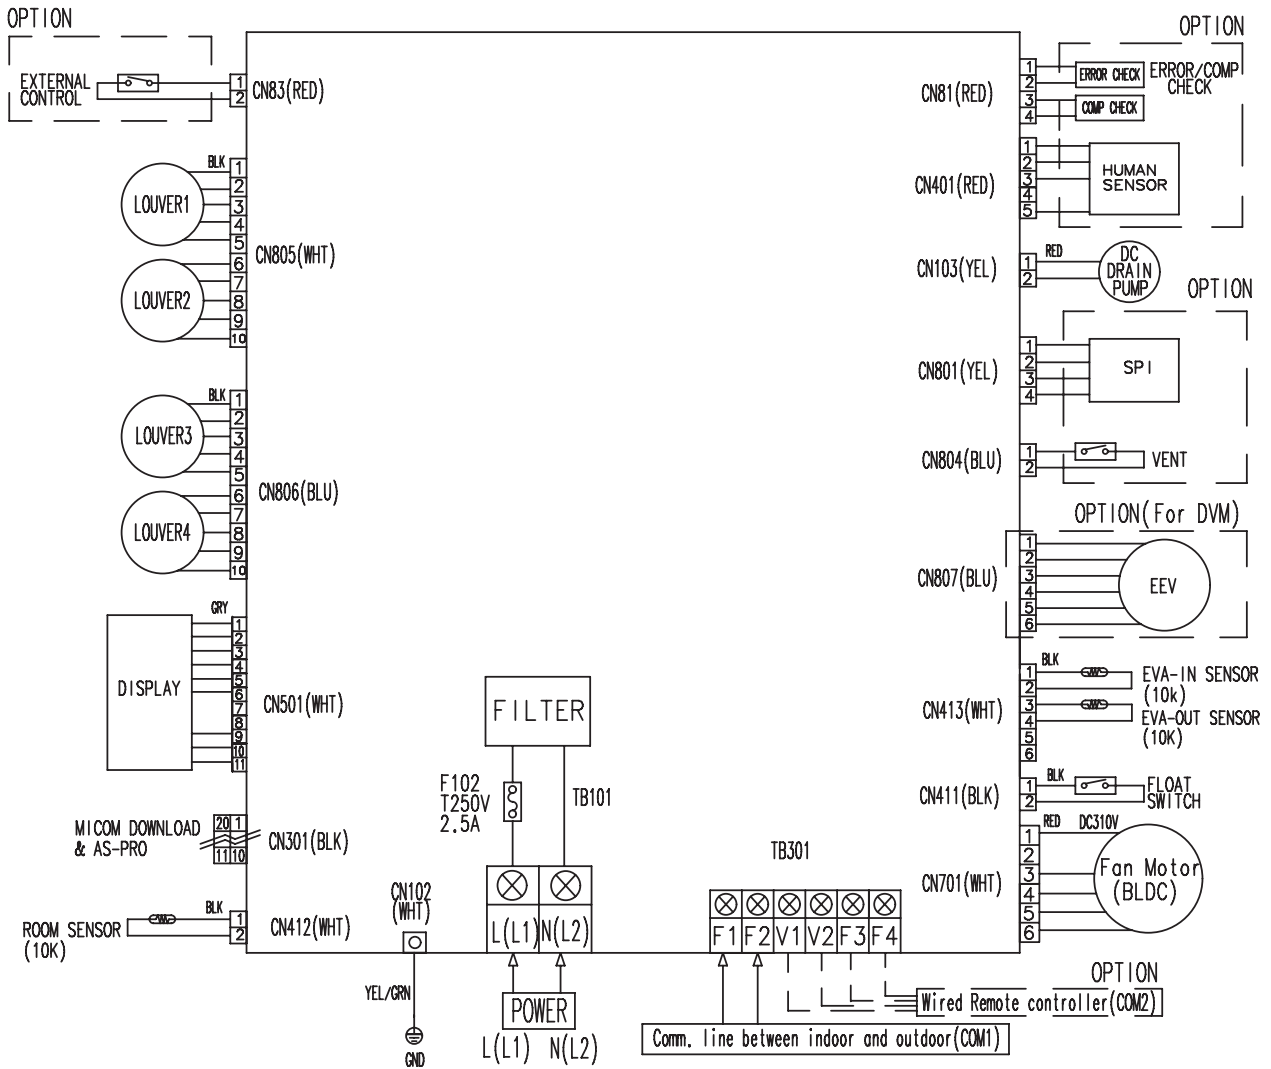 OPTION
EXTERNAL
CONTROL
1
2
CN83(RED)
BLK
LOUVER1
LOUVER2
1
2
3
4
5
6
7
8
9
10
CN805(WHT)
BLK
LOUVER3
LOUVER4
1
2
3
4
5
6
7
8
9
10
CN806(BLU)
GRY
DISPLAY
1
2
3
4
5
6
7
8
9
10
11
CN501(WHT)
MICOM DOWNLOAD
& AS-PRO
20 1
11 10
CN301(BLK)
BLK
ROOM SENSOR
(10K)
1
2
CN412(WHT)
CN102
(WHT)
YEL/GRN
GND
FILTER
F102
T250V
2.5A
TB101
L(L1) N(L2)
POWER
L(L1) N(L2)
TB301
F1 F2 V1 V2 F3 F4
OPTION
Wired Remote controller(COM2)
Comm. line between indoor and outdoor(COM1)
OPTION
CN81(RED)
1
2
3
4
ERROR CHECK
COMP CHECK
ERROR/COMP
CHECK
CN401(RED)
1
2
3
4
5
HUMAN
SENSOR
CN103(YEL)
1
2
RED
DC
DRAIN
PUMP
OPTION
CN801(YEL)
1
2
3
4
SPI
CN804(BLU)
1
2
VENT
OPTION(For DVM)
CN807(BLU)
1
2
3
4
5
6
EEV
CN413(WHT)
BLK
1
2
3
4
5
6
EVA-IN SENSOR
(10k)
EVA-OUT SENSOR
(10K)
CN411(BLK)
BLK
1
2
FLOAT
SWITCH
CN701(WHT)
RED
DC310V
1
2
3
4
5
6
Fan Motor
(BLDC)